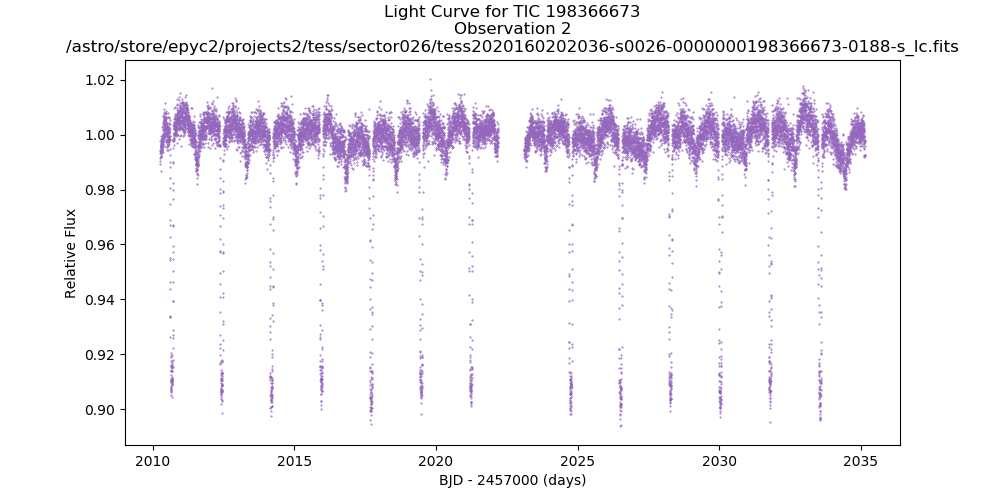 Light Curve for TIC 198366673
Observation 2
/astro/store/epyc2/projects2/tess/sector026/tess2020160202036-s0026-0000000198366673-0188-s_lc.fits
1.02
1.00
0.98
0.96
0.94
0.92
0.90
Relative Flux
2010
2015
2020
2025
2030
2035
BJD - 2457000 (days)